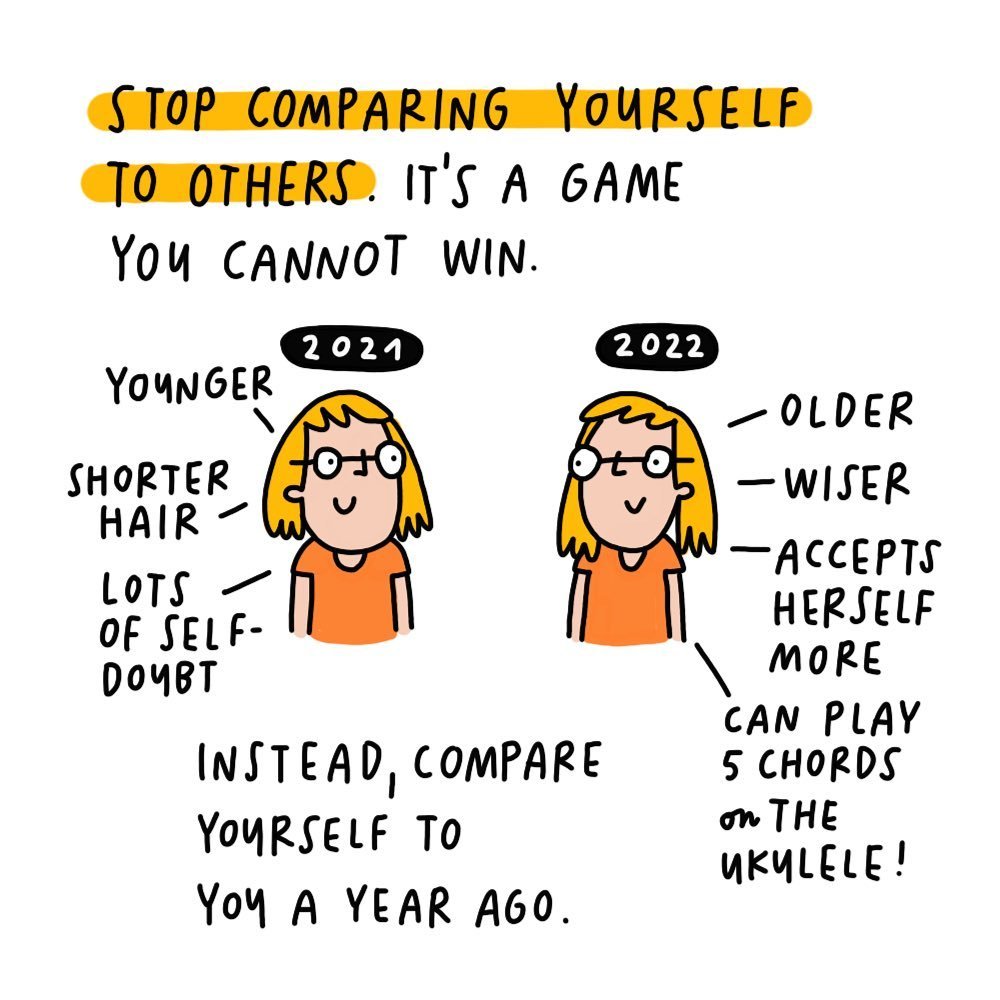 STOP COMPARING YOURSELF
TO OTHERS. IT'S A GAME
YOU CANNOT WIN.
2021
YOUNGER
SHORTER
HAIR
LOTS
OF SELF-
DOUBT
2022
OLDER
WISER
ACCEPTS
HERSELF
MORE
CAN PLAY
5 CHORDS
on THE
UKULELE!
INSTEAD, COMPARE
YOURSELF TO
YOU A YEAR AGO.